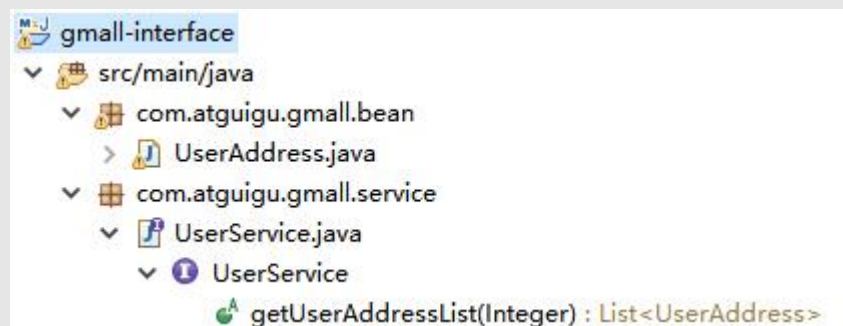 gmall-interface
src/main/java
com.atguigu.gmall.bean
UserAddress.java
com.atguigu.gmall.service
UserService.java
UserService
getUserAddressList(Integer) : List<UserAddress>